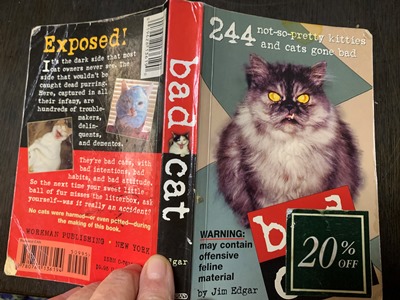 Exposed!
It's the dark side that most
cat owners never see. The
side that wouldn't be
caught dead purring.
Here, captured in all
their infamy, are
hundreds of trouble-
makers,
delin-
quents,
and dementos.
They're bad cats, with
bad intentions, bad
habits, and bad attitude.
So the next time your sweet little
ball of fur misses the litterbox, ask
yourself—was it really an accident?
No cats were harmed—or even petted—during
the making of this book.
WORKMAN PUBLISHING • NEW YORK
bad
cat
Edgar
244 not-so-pretty kitties
and cats gone bad
bad
WARNING:
may contain
offensive
feline
material
by Jim Edgar
20%
OFF